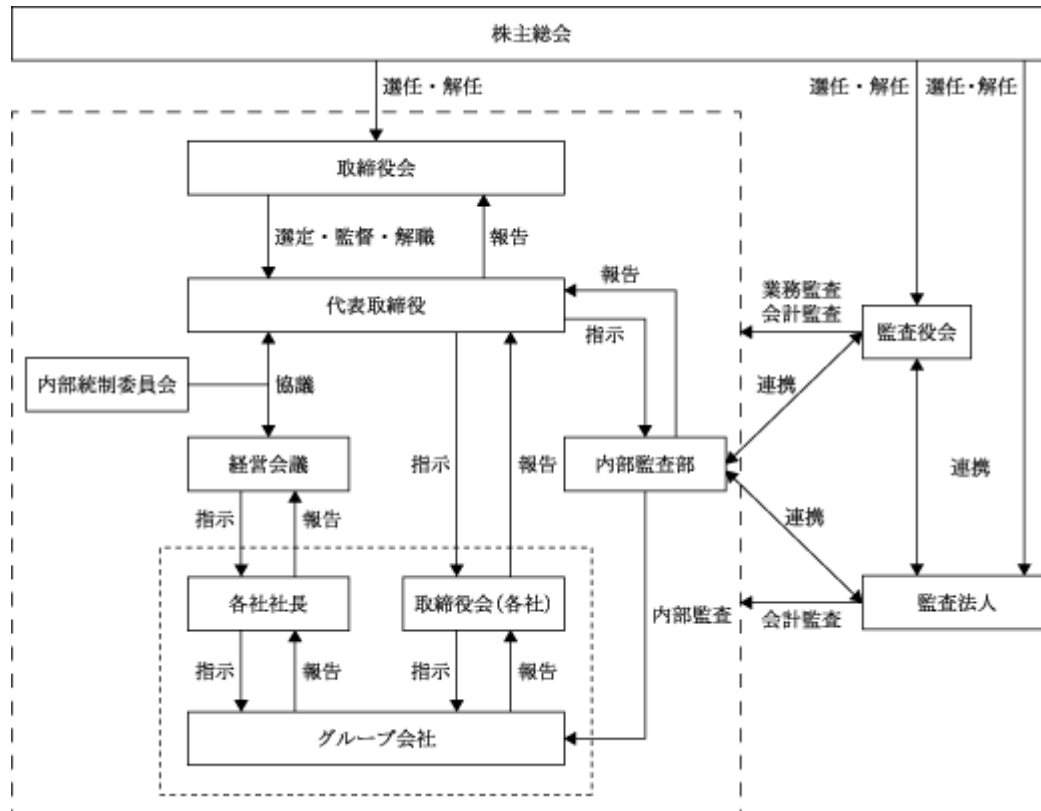 株主総会
選任・解任
選任・解任
選任・解任
取締役会
選定・監督・解職
報告
報告
業務監査
会計監査
代表取締役
指示
監査役会
内部統制委員会
協議
連携
経営会議
指示
報告
内部監査部
連携
指示
報告
連携
各社社長
取締役会(各社)
内部監査
会計監査
監査法人
指示
報告
指示
報告
グループ会社